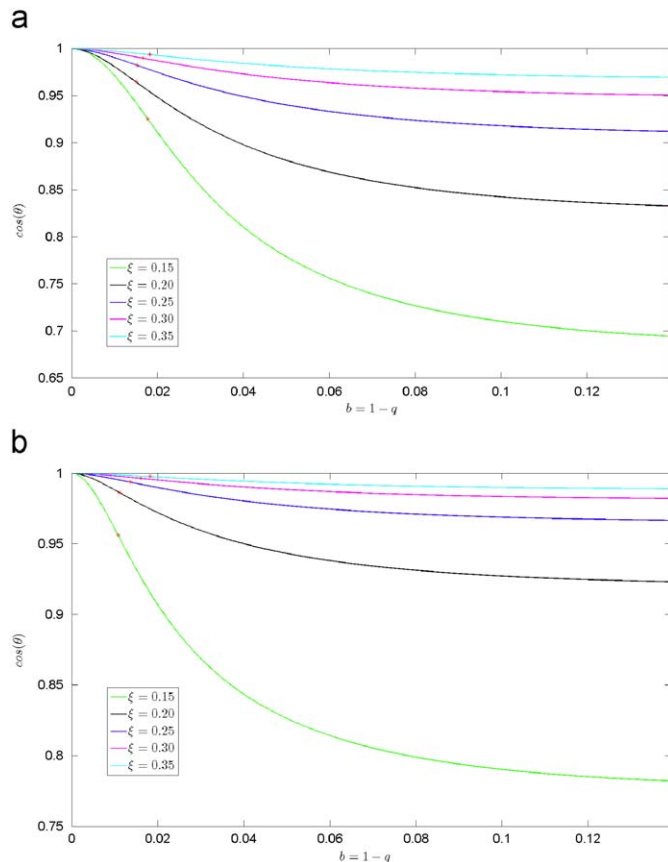 a
1
0.95
0.9
0.85
0.8
0.75
0.7
0.65
cos(θ)
ξ = 0.15
ξ = 0.20
ξ = 0.25
ξ = 0.30
ξ = 0.35
0 0.02 0.04 0.06 0.08 0.1 0.12
b = 1 − q
b
1
0.95
0.9
0.85
0.8
0.75
cos(θ)
ξ = 0.15
ξ = 0.20
ξ = 0.25
ξ = 0.30
ξ = 0.35
0 0.02 0.04 0.06 0.08 0.1 0.12
b = 1 − q